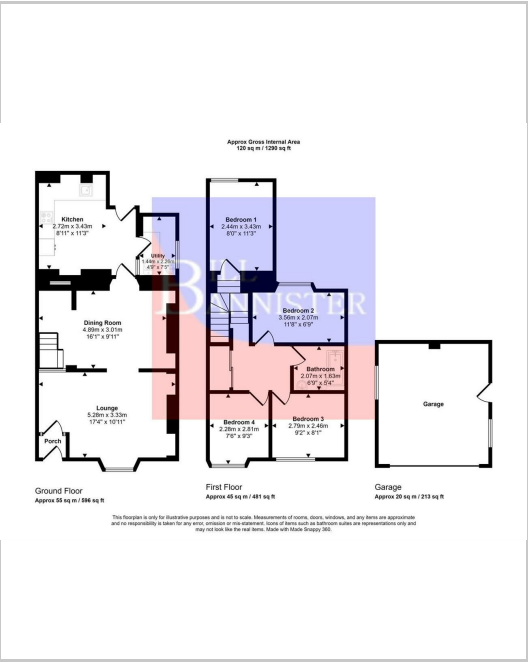 Approx Gross Internal Area
120 sq m / 1290 sq ft
Kitchen
2.72m x 3.43m
8'11" x 11'3"
Utility
1.44m x 2.26m
4'9" x 7'5"
Dining Room
4.89m x 3.01m
16'1" x 9'11"
Lounge
5.28m x 3.33m
17'4" x 10'11"
Porch
Ground Floor
Approx 55 sq m / 596 sq ft
Bedroom 1
2.44m x 3.43m
8'0" x 11'3"
Bedroom 2
3.56m x 2.07m
11'8" x 6'9"
Bathroom
2.07m x 1.63m
6'9" x 5'4"
Bedroom 4
2.28m x 2.81m
7'6" x 9'3"
Bedroom 3
2.79m x 2.46m
9'2" x 8'1"
First Floor
Approx 45 sq m / 481 sq ft
Garage
Garage
Approx 20 sq m / 213 sq ft
BILL
BANNISTER
This floorplan is only for illustrative purposes and is not to scale. Measurements of rooms, doors, windows, and any items are approximate
and no responsibility is taken for any error, omission or mis-statement. Icons of items such as bathroom suites are representations only and
may not look like the real items. Made with Made Snappy 360.